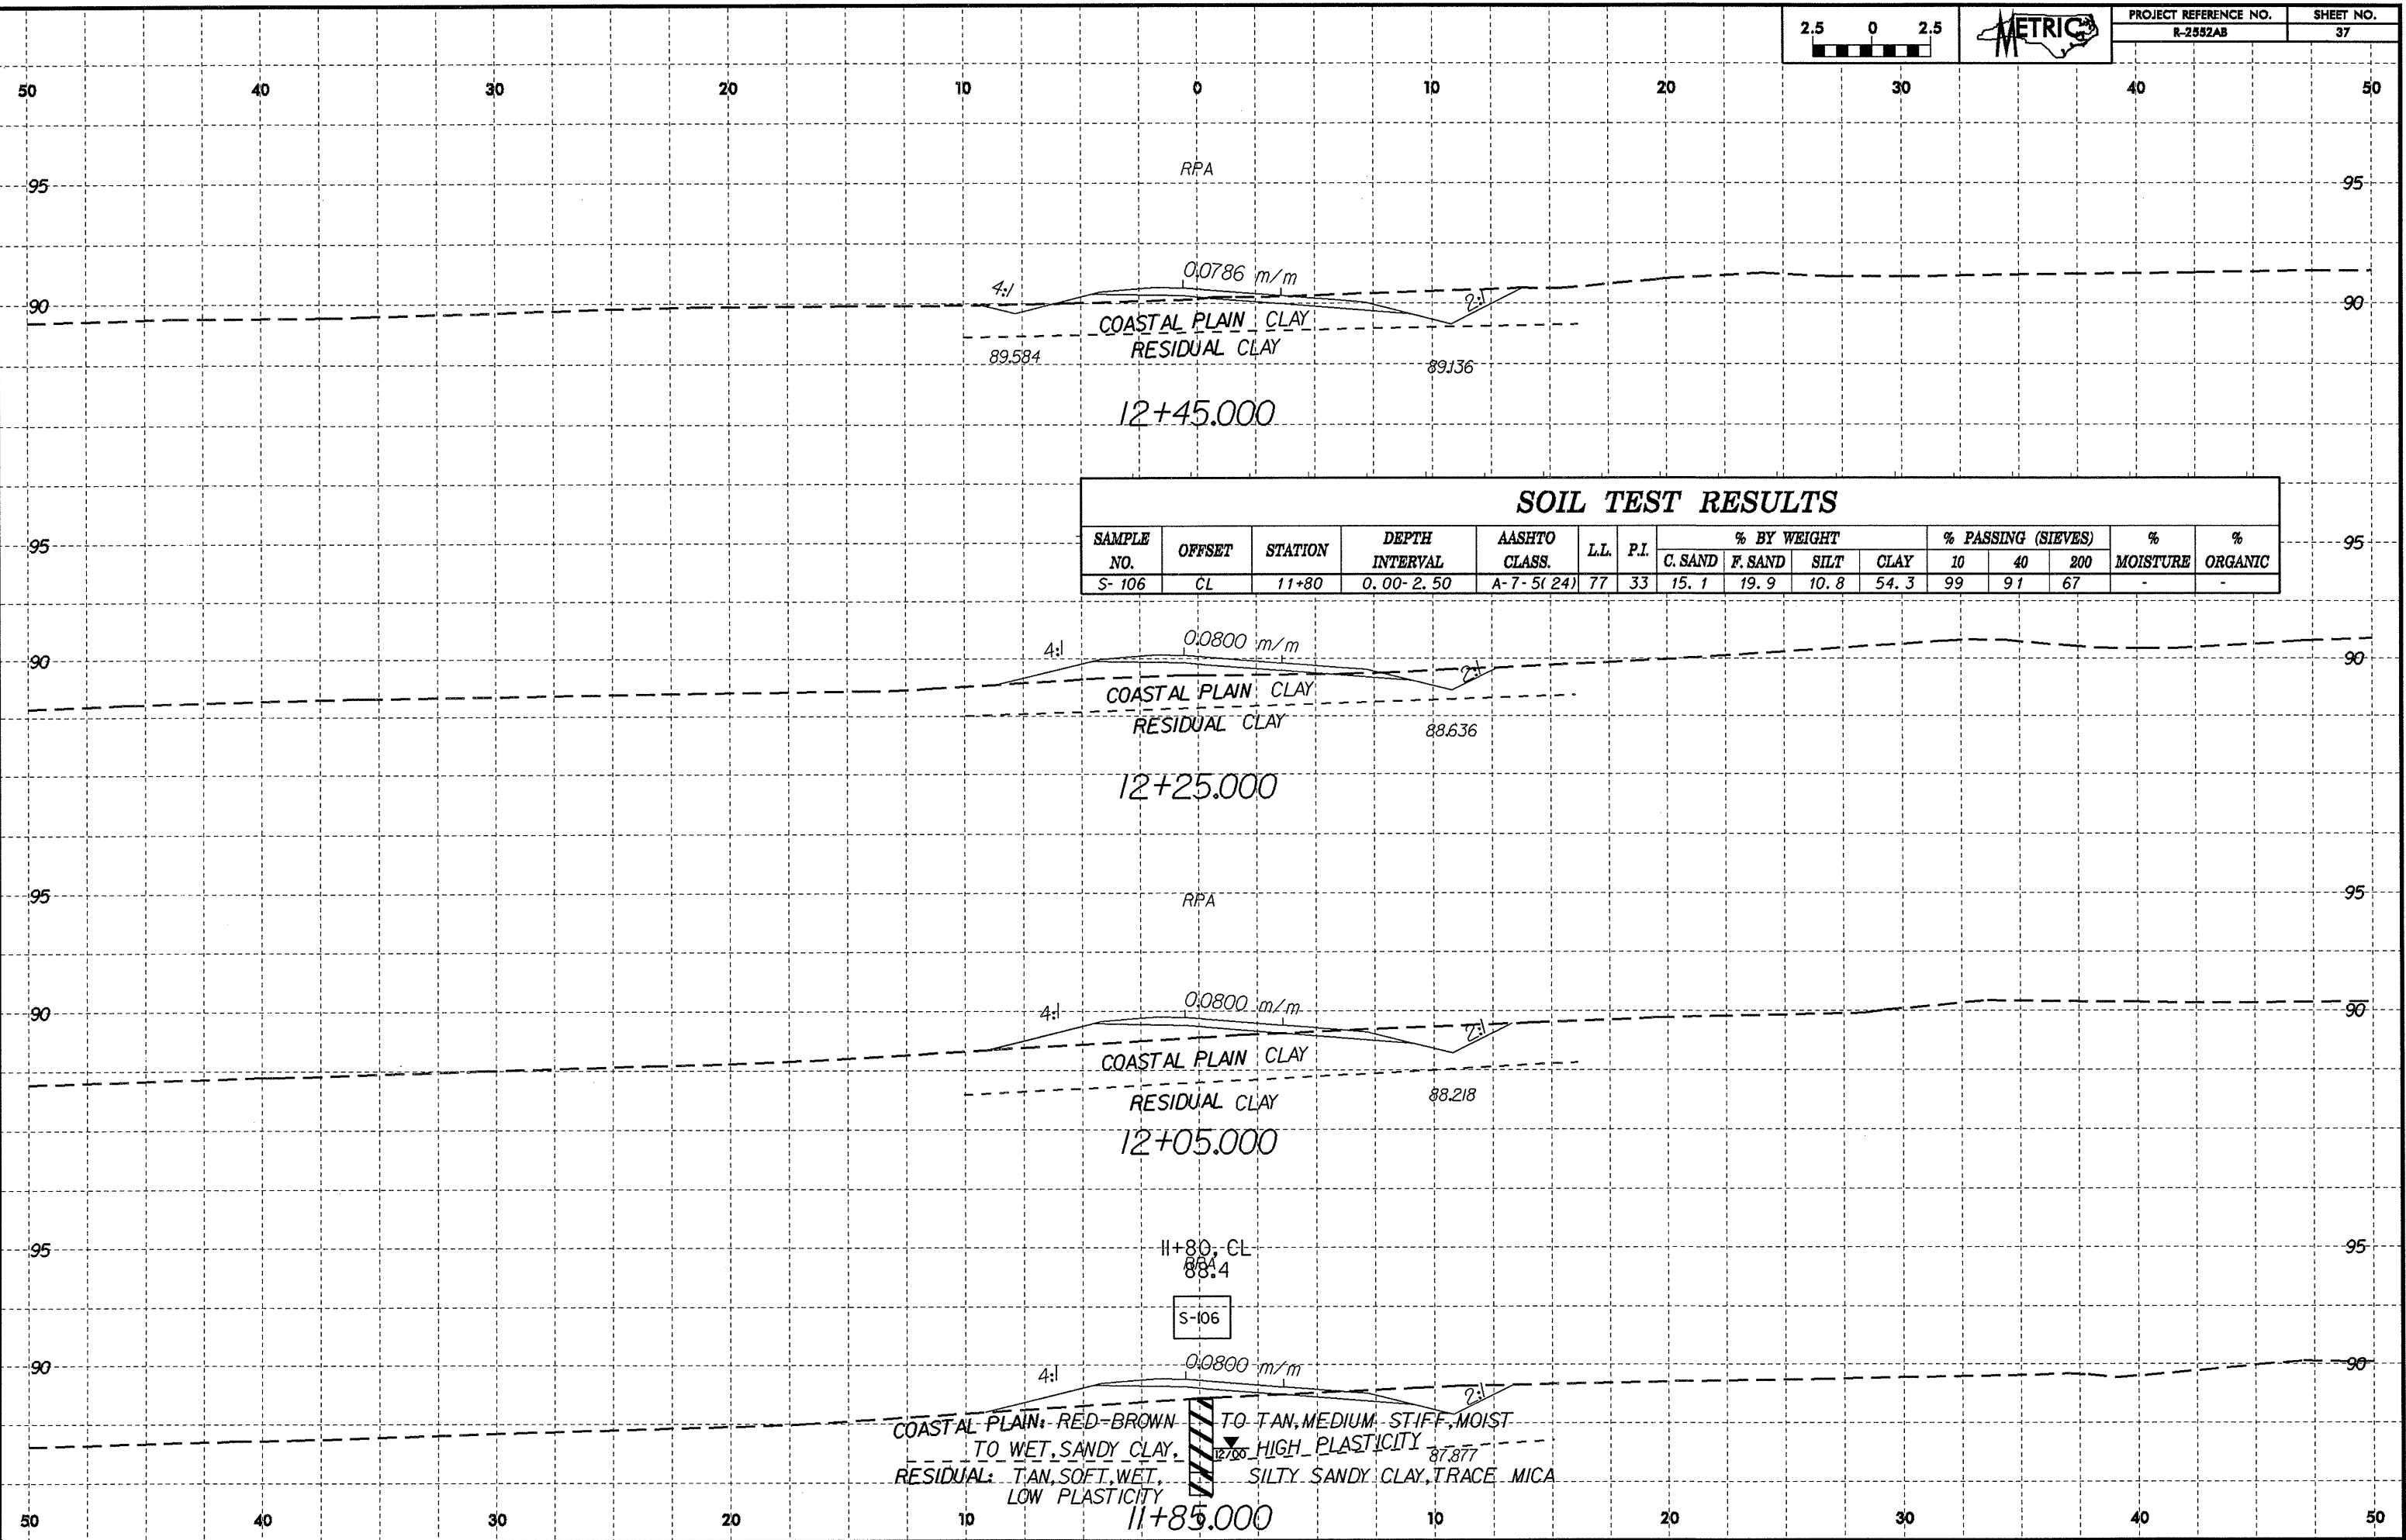 2.5 0 2.5
METRIC
PROJECT REFERENCE NO. SHEET NO.
R-2552AB 37
50 40 30 20 10 0 10 20 30 40 50
RPA
95 95
0.0786 m/m
4:1 2:1
90 90
COASTAL PLAIN CLAY
RESIDUAL CLAY
89.584 89.136
12+45.000
SOIL TEST RESULTS
SAMPLE NO. OFFSET STATION DEPTH INTERVAL AASHTO CLASS. L.L. P.I. % BY WEIGHT % PASSING (SIEVES) % MOISTURE % ORGANIC
C. SAND F. SAND SILT CLAY 10 40 200
S-106 CL 11+80 0.00-2.50 A-7-5(24) 77 33 15.1 19.9 10.8 54.3 99 91 67 - -
95 95
4:1 0.0800 m/m
90 90
2:1
COASTAL PLAIN CLAY
RESIDUAL CLAY 88.636
12+25.000
95 95
RPA
4:1 0.0800 m/m
90 90
2:1
COASTAL PLAIN CLAY
RESIDUAL CLAY 88.218
12+05.000
95 95
11+80, CL
RPA
88.4
S-106
90 90
4:1 0.0800 m/m
2:1
COASTAL PLAIN: RED-BROWN TO TAN, MEDIUM STIFF, MOIST
TO WET, SANDY CLAY, HIGH PLASTICITY
12/00 87.877
RESIDUAL: TAN, SOFT, WET, SILTY SANDY CLAY, TRACE MICA
LOW PLASTICITY
11+85.000
50 40 30 20 10 0 10 20 30 40 50